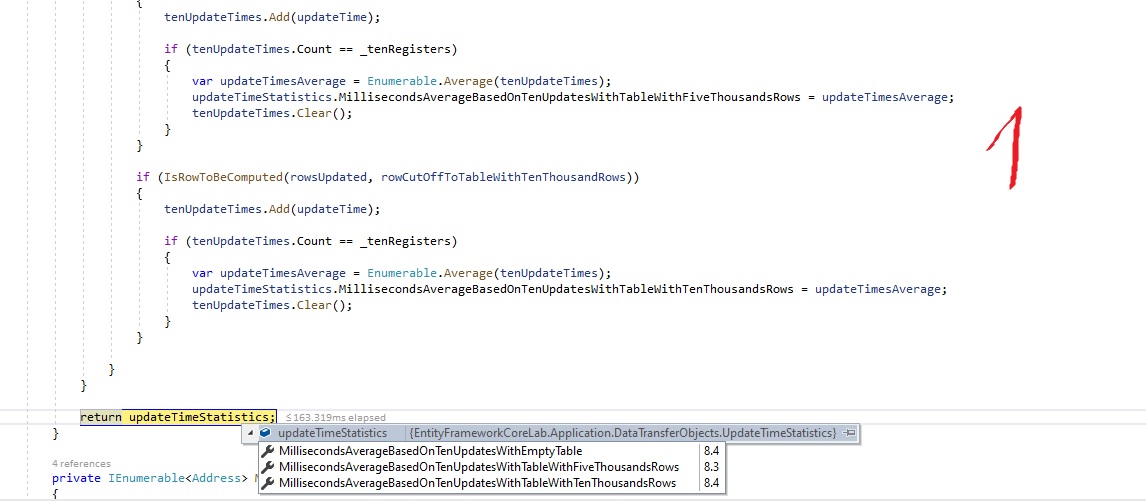 {
tenUpdateTimes.Add(updateTime);
if (tenUpdateTimes.Count == _tenRegisters)
{
var updateTimesAverage = Enumerable.Average(tenUpdateTimes);
updateTimeStatistics.MillisecondsAverageBasedOnTenUpdatesWithTableWithFiveThousandsRows = updateTimesAverage;
tenUpdateTimes.Clear();
}
}
1
if (IsRowToBeComputed(rowsUpdated, rowCutOffToTableWithTenThousandRows))
{
tenUpdateTimes.Add(updateTime);
if (tenUpdateTimes.Count == _tenRegisters)
{
var updateTimesAverage = Enumerable.Average(tenUpdateTimes);
updateTimeStatistics.MillisecondsAverageBasedOnTenUpdatesWithTableWithTenThousandsRows = updateTimesAverage;
tenUpdateTimes.Clear();
}
}
}
}
return updateTimeStatistics; ≤163.319ms elapsed
} updateTimeStatistics {EntityFrameworkCoreLab.Application.DataTransferObjects.UpdateTimeStatistics}
MillisecondsAverageBasedOnTenUpdatesWithEmptyTable 8.4
4 references MillisecondsAverageBasedOnTenUpdatesWithTableWithFiveThousandsRows 8.3
private IEnumerable<Address> MillisecondsAverageBasedOnTenUpdatesWithTableWithTenThousandsRows 8.4
{